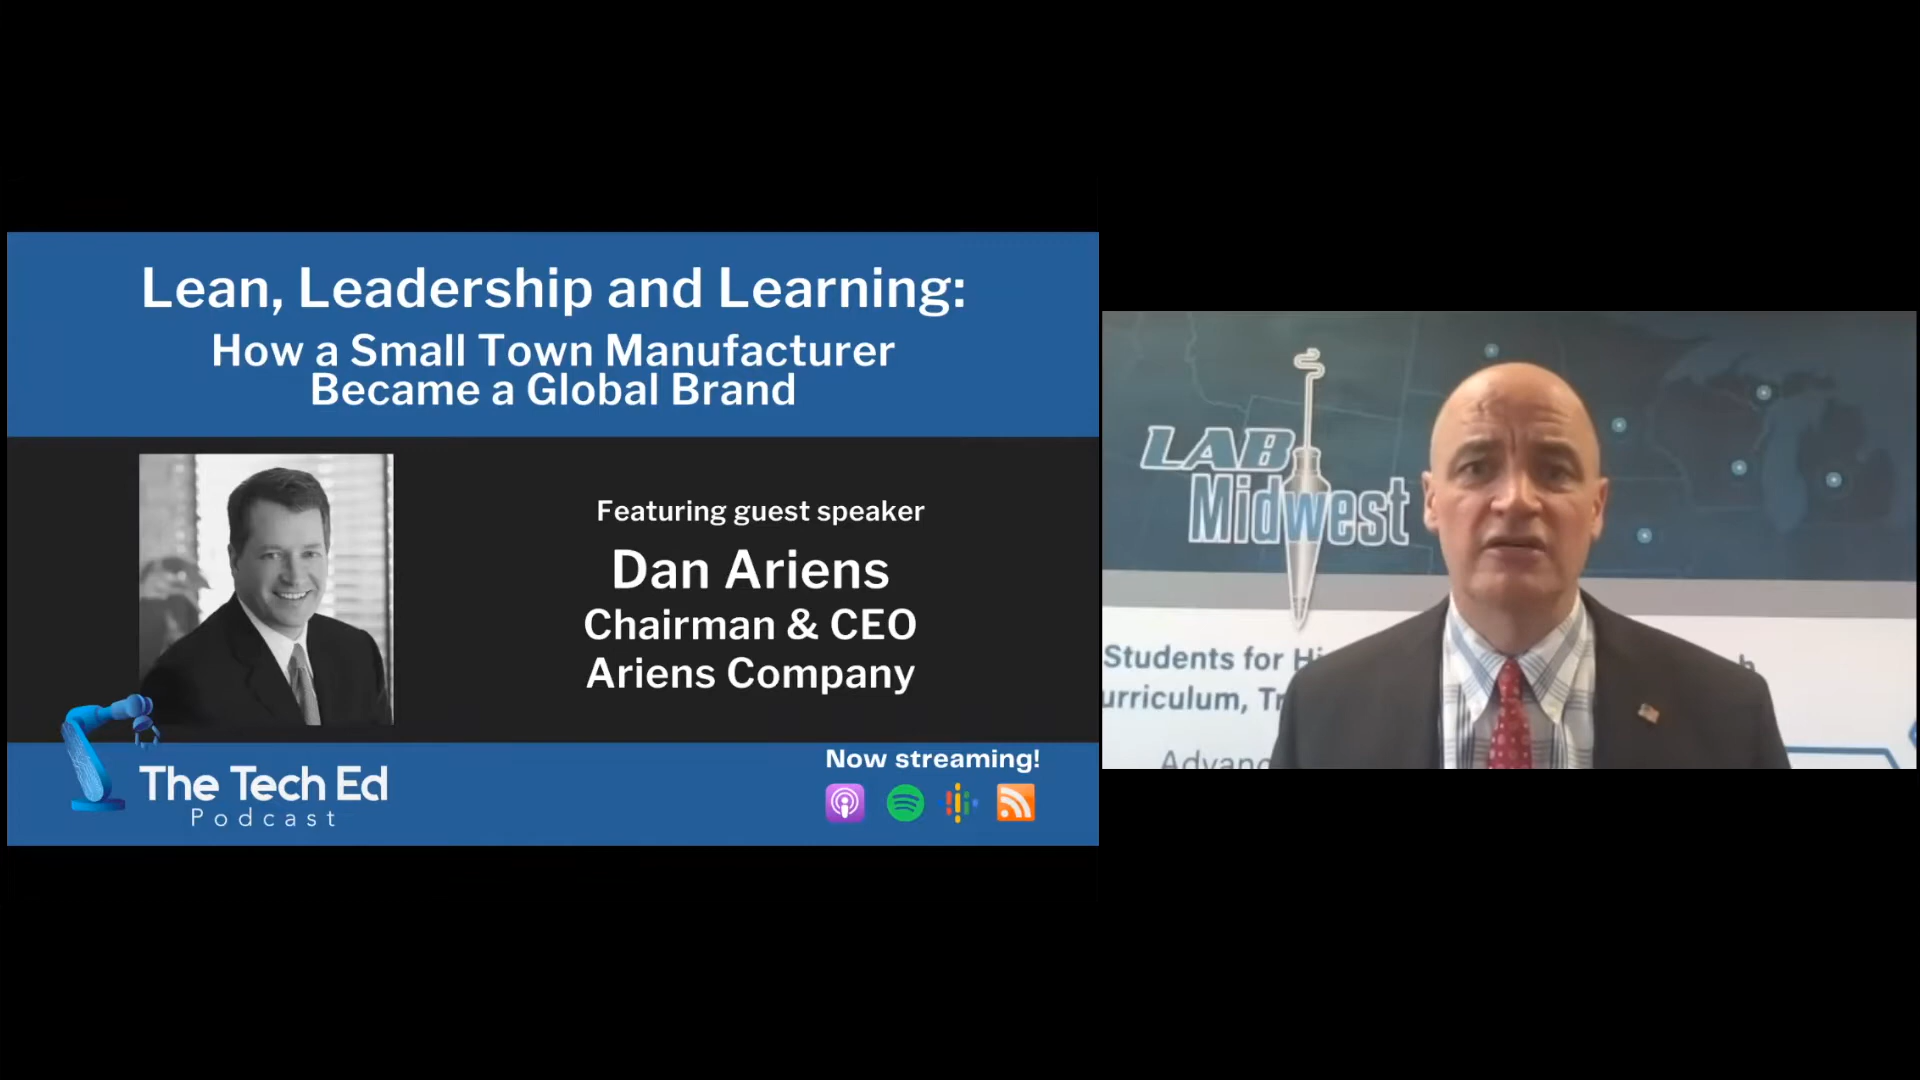 Lean, Leadership and Learning:
How a Small Town Manufacturer
Became a Global Brand
Featuring guest speaker
Dan Ariens
Chairman & CEO
Ariens Company
The Tech Ed
Podcast
Now streaming!
LAB
Midwest
Students for
urriculum,